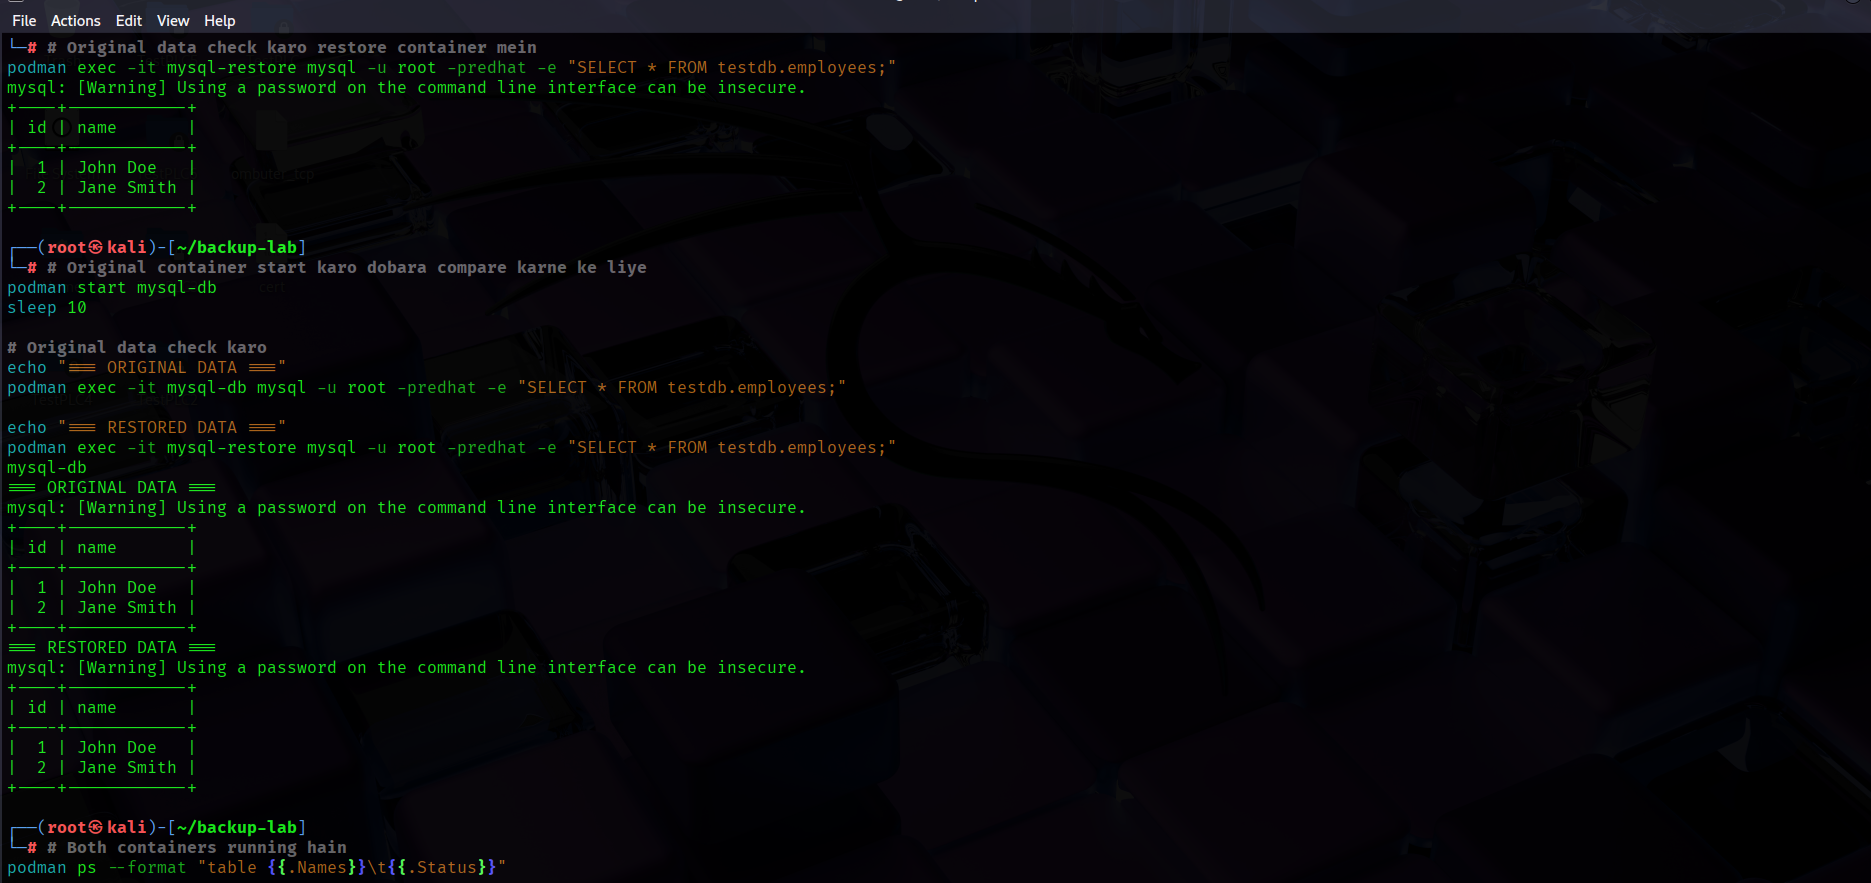 File Actions Edit View Help
└─# # Original data check karo restore container mein
podman exec -it mysql-restore mysql -u root -predhat -e "SELECT * FROM testdb.employees;"
mysql: [Warning] Using a password on the command line interface can be insecure.
+----+------------+
| id | name       |
+----+------------+
|  1 | John Doe   |
|  2 | Jane Smith |
+----+------------+
┌──(root㉿kali)-[~/backup-lab]
└─# # Original container start karo dobara compare karne ke liye
podman start mysql-db
sleep 10
# Original data check karo
echo "=== ORIGINAL DATA ==="
podman exec -it mysql-db mysql -u root -predhat -e "SELECT * FROM testdb.employees;"
echo "=== RESTORED DATA ==="
podman exec -it mysql-restore mysql -u root -predhat -e "SELECT * FROM testdb.employees;"
mysql-db
=== ORIGINAL DATA ===
mysql: [Warning] Using a password on the command line interface can be insecure.
+----+------------+
| id | name       |
+----+------------+
|  1 | John Doe   |
|  2 | Jane Smith |
+----+------------+
=== RESTORED DATA ===
mysql: [Warning] Using a password on the command line interface can be insecure.
+----+------------+
| id | name       |
+----+------------+
|  1 | John Doe   |
|  2 | Jane Smith |
+----+------------+
┌──(root㉿kali)-[~/backup-lab]
└─# # Both containers running hain
podman ps --format "table {{.Names}}\t{{.Status}}"